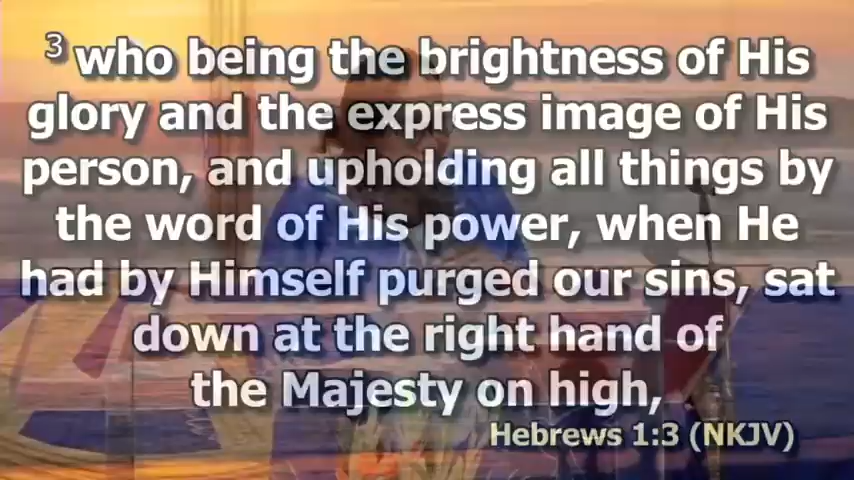 3 who being the brightness of His
glory and the express image of His
person, and upholding all things by
the word of His power, when He
had by Himself purged our sins, sat
down at the right hand of
the Majesty on high,
Hebrews 1:3 (NKJV)